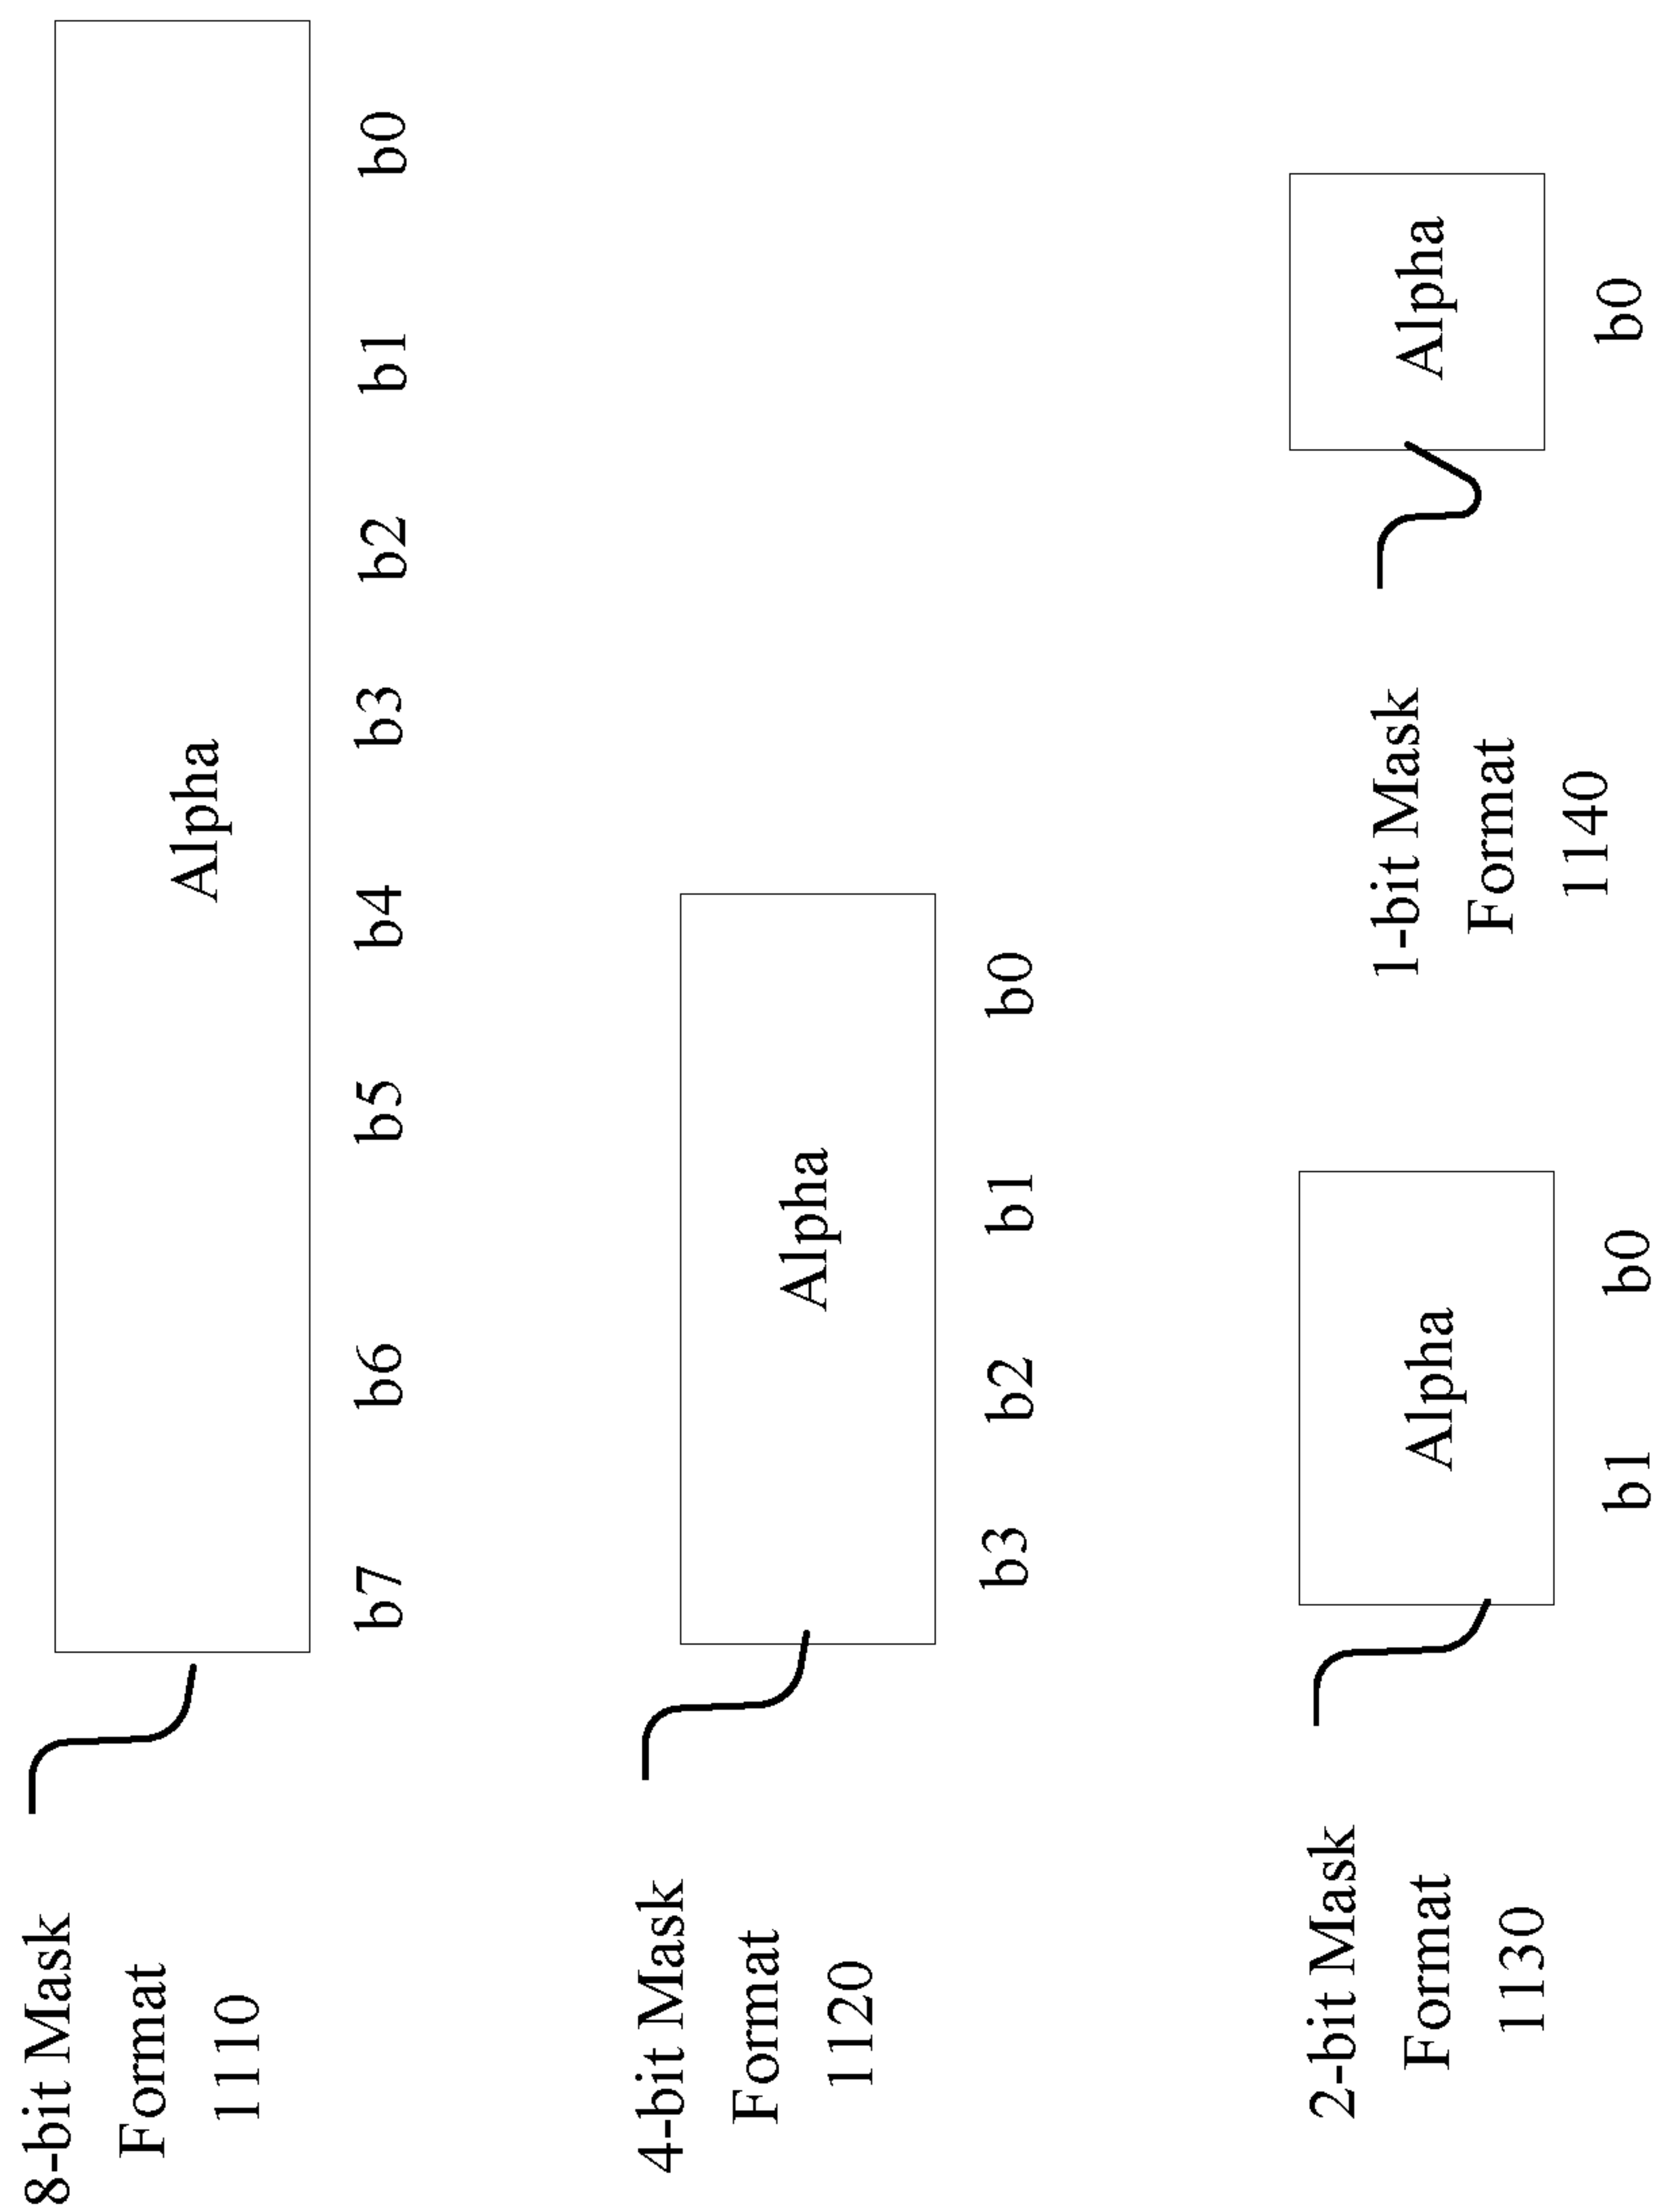 Alpha
b7 b6 b5 b4 b3 b2 b1 b0
8-bit Mask
Format
1110
Alpha
b3 b2 b1 b0
4-bit Mask
Format
1120
Alpha
b1 b0
2-bit Mask
Format
1130
Alpha
b0
1-bit Mask
Format
1140